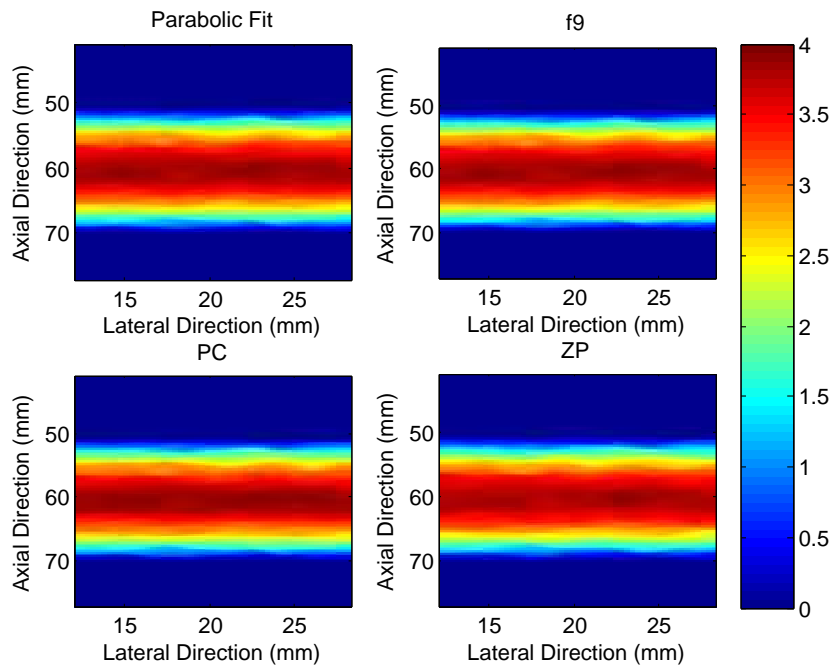 Parabolic Fit
Axial Direction (mm)
50
60
70
15 20 25
Lateral Direction (mm)
f9
Axial Direction (mm)
50
60
70
15 20 25
Lateral Direction (mm)
PC
Axial Direction (mm)
50
60
70
15 20 25
Lateral Direction (mm)
ZP
Axial Direction (mm)
50
60
70
15 20 25
Lateral Direction (mm)
4
3.5
3
2.5
2
1.5
1
0.5
0